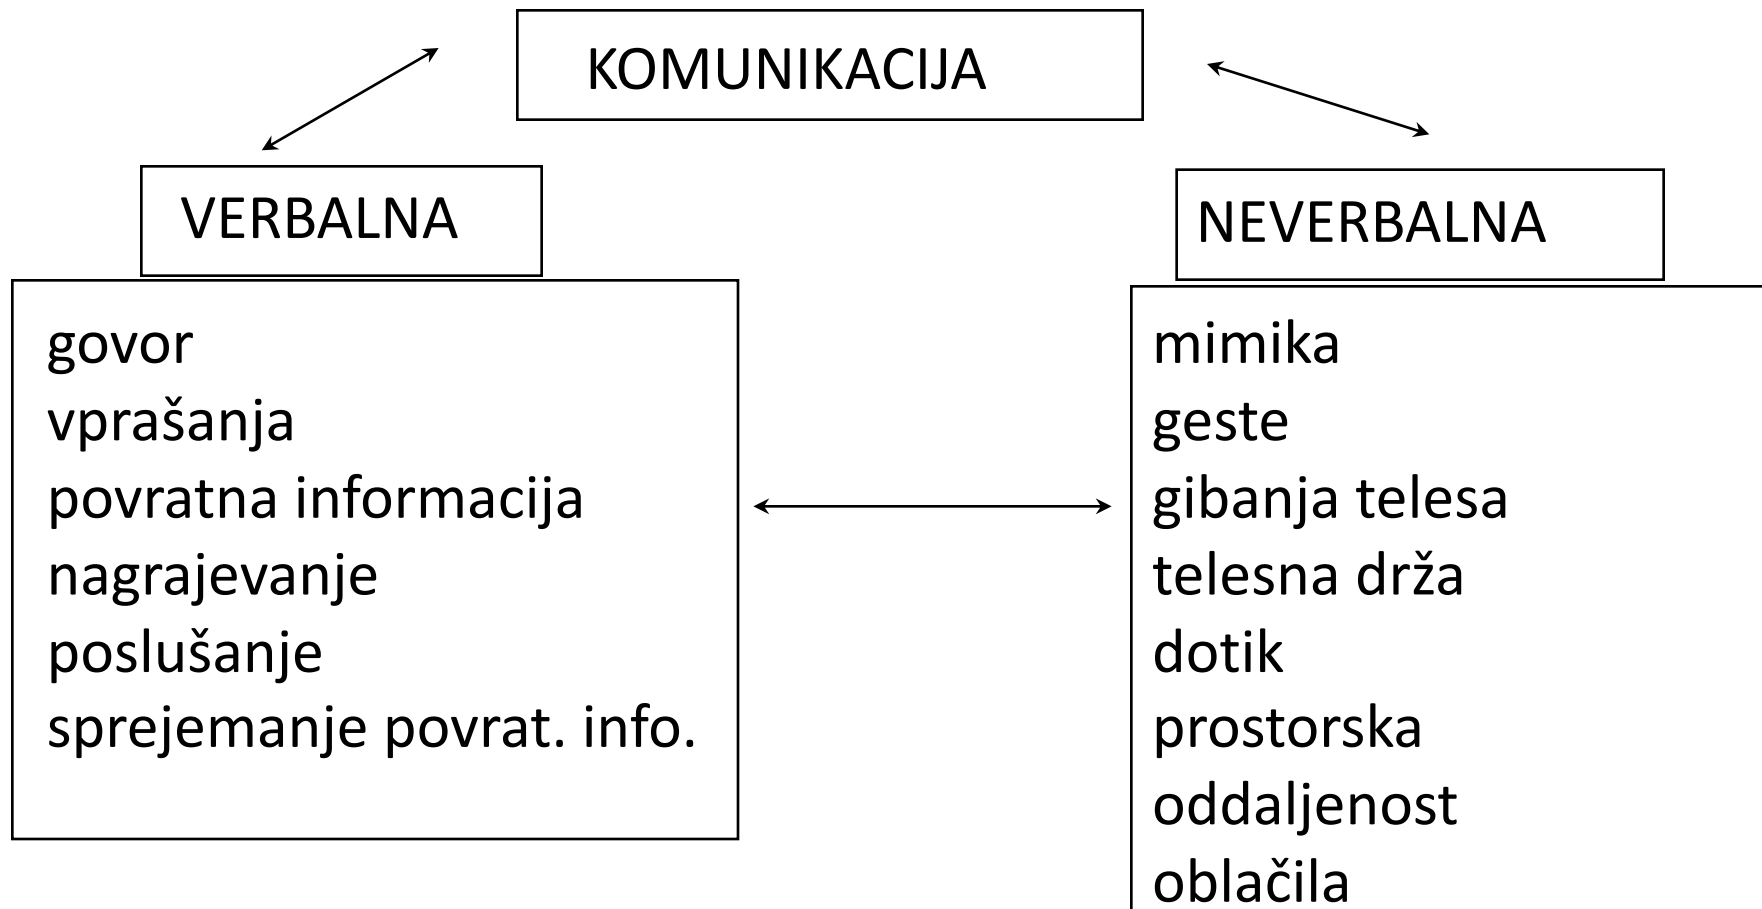 KOMUNIKACIJA
VERBALNA
govor
vprašanja
povratna informacija
nagrajevanje
poslušanje
sprejemanje povrat. info.
NEVERBALNA
mimika
geste
gibanja telesa
telesna drža
dotik
prostorska
oddaljenost
oblačila